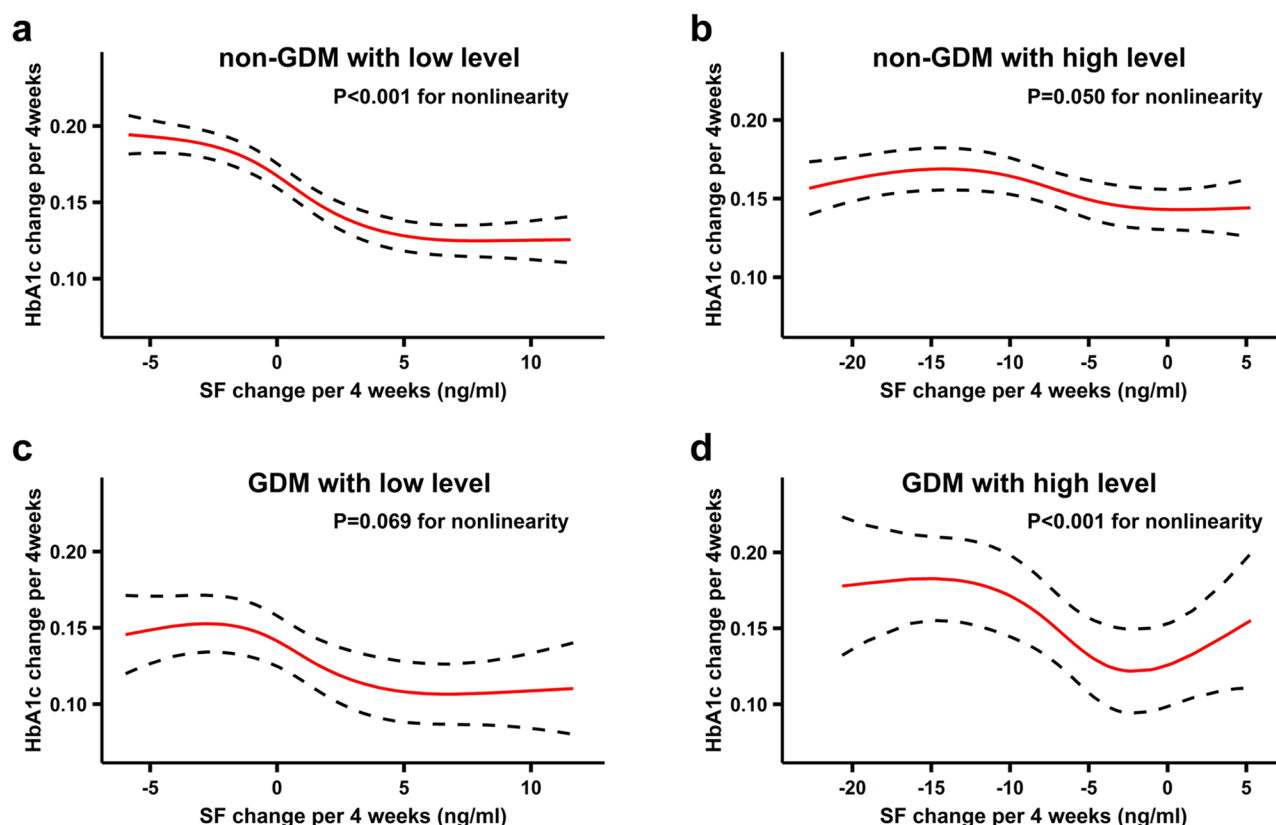 a
non-GDM with low level
P<0.001 for nonlinearity
HbA1c change per 4weeks
0.20
0.15
0.10
-5 0 5 10
SF change per 4 weeks (ng/ml)
b
non-GDM with high level
P=0.050 for nonlinearity
HbA1c change per 4weeks
0.20
0.15
0.10
-20 -15 -10 -5 0 5
SF change per 4 weeks (ng/ml)
c
GDM with low level
P=0.069 for nonlinearity
HbA1c change per 4weeks
0.20
0.15
0.10
-5 0 5 10
SF change per 4 weeks (ng/ml)
d
GDM with high level
P<0.001 for nonlinearity
HbA1c change per 4weeks
0.20
0.15
0.10
-20 -15 -10 -5 0 5
SF change per 4 weeks (ng/ml)